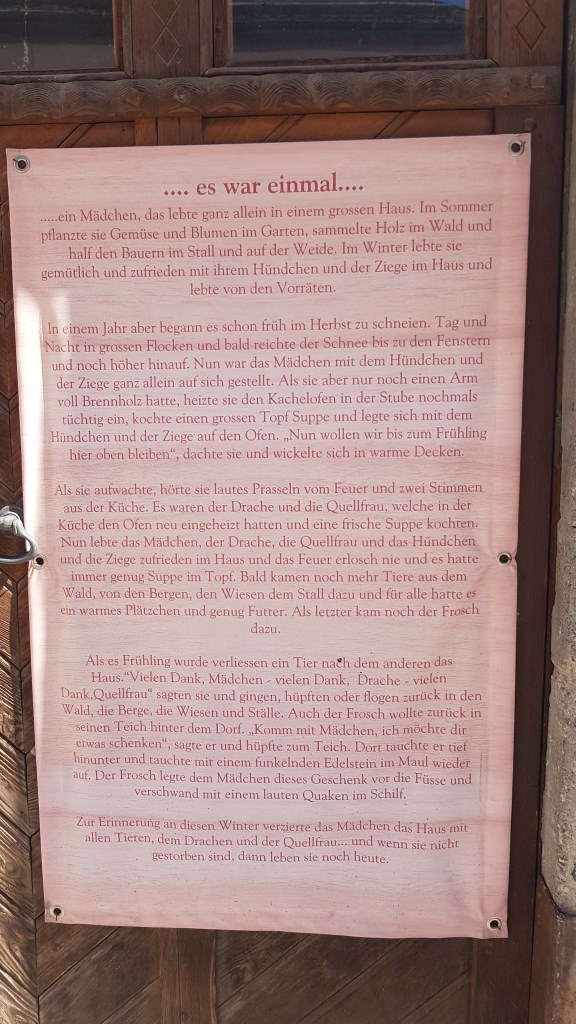 .... es war einmal....
.....ein Mädchen, das lebte ganz allein in einem grossen Haus. Im Sommer
pflanzte sie Gemüse und Blumen im Garten, sammelte Holz im Wald und
half den Bauern im Stall und auf der Weide. Im Winter lebte sie
gemütlich und zufrieden mit ihrem Hündchen und der Ziege im Haus und
lebte von den Vorräten.
In einem Jahr aber begann es schon früh im Herbst zu schneien. Tag und
Nacht in grossen Flocken und bald reichte der Schnee bis zu den Fenstern
und noch höher hinauf. Nun war das Mädchen mit dem Hündchen und
der Ziege ganz allein auf sich gestellt. Als sie aber nur noch einen Arm
voll Brennholz hatte, heizte sie den Kachelofen in der Stube nochmals
tüchtig ein, kochte einen grossen Topf Suppe und legte sich mit dem
Hündchen und der Ziege auf den Ofen. „Nun wollen wir bis zum Frühling
hier oben bleiben“, dachte sie und wickelte sich in warme Decken.
Als sie aufwachte, hörte sie lautes Prasseln vom Feuer und zwei Stimmen
aus der Küche. Es waren der Drache und die Quellfrau, welche in der
Küche den Ofen neu eingeheizt hatten und eine frische Suppe kochten.
Nun lebte das Mädchen, der Drache, die Quellfrau und das Hündchen
und die Ziege zufrieden im Haus und das Feuer erlosch nie und es hatte
immer genug Suppe im Topf. Bald kamen noch mehr Tiere aus dem
Wald, von den Bergen, den Wiesen dem Stall dazu und für alle hatte es
ein warmes Plätzchen und genug Futter. Als letzter kam noch der Frosch
dazu.
Als es Frühling wurde verliessen ein Tier nach dem anderen das
Haus.“Vielen Dank, Mädchen - vielen Dank, Drache - vielen
Dank,Quellfrau“ sagten sie und gingen, hüpften oder flogen zurück in den
Wald, die Berge, die Wiesen und Ställe. Auch der Frosch wollte zurück in
seinen Teich hinter dem Dorf. „Komm mit Mädchen, ich möchte dir
etwas schenken“, sagte er und hüpfte zum Teich. Dort tauchte er tief
hinunter und tauchte mit einem funkelnden Edelstein im Maul wieder
auf. Der Frosch legte dem Mädchen dieses Geschenk vor die Füsse und
verschwand mit einem lauten Quaken im Schilf.
Zur Erinnerung an diesen Winter verzierte das Mädchen das Haus mit
allen Tieren, dem Drachen und der Quellfrau... und wenn sie nicht
gestorben sind, dann leben sie noch heute.